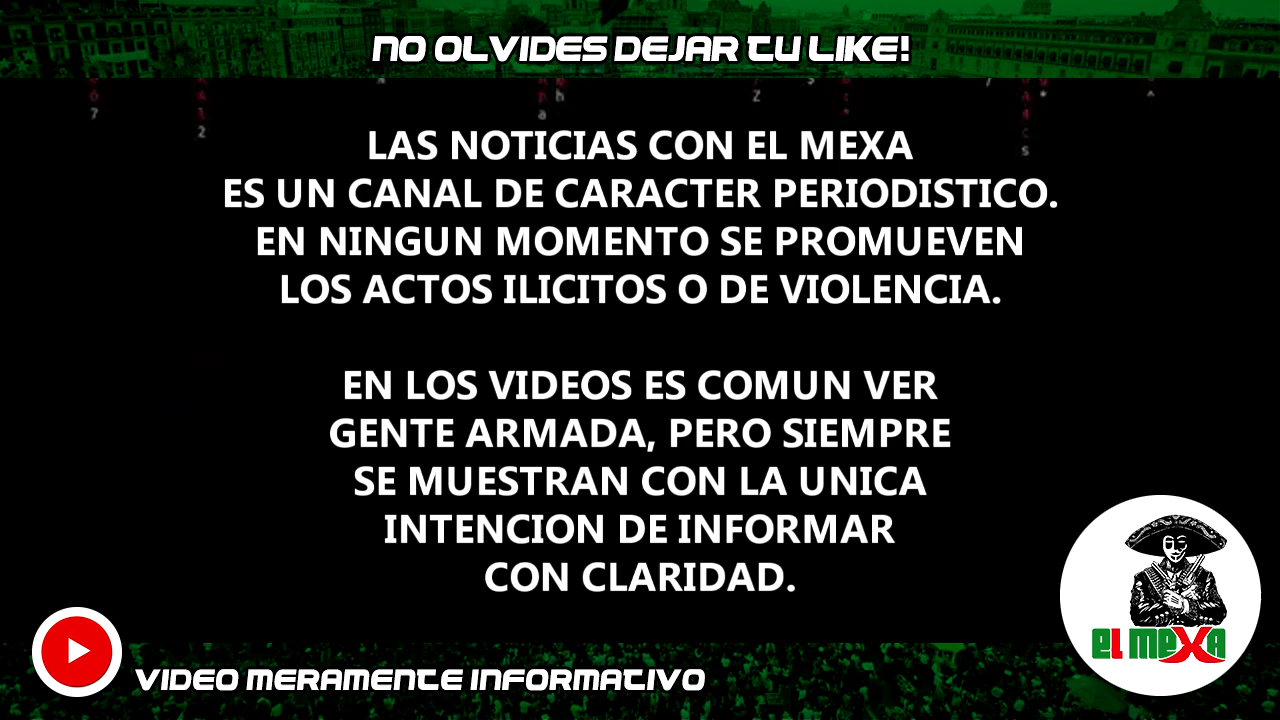 NO OLVIDES DEJAR TU LIKE!
LAS NOTICIAS CON EL MEXA
ES UN CANAL DE CARACTER PERIODISTICO.
EN NINGUN MOMENTO SE PROMUEVEN
LOS ACTOS ILICITOS O DE VIOLENCIA.
EN LOS VIDEOS ES COMUN VER
GENTE ARMADA, PERO SIEMPRE
SE MUESTRAN CON LA UNICA
INTENCION DE INFORMAR
CON CLARIDAD.
EL MEXA
VIDEO MERAMENTE INFORMATIVO